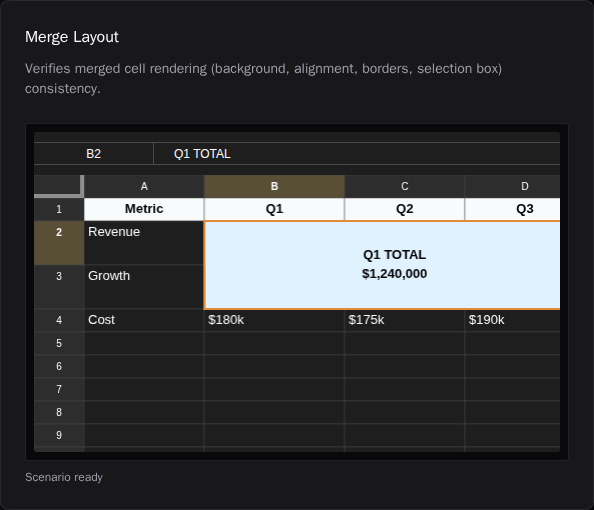 Merge Layout
Verifies merged cell rendering (background, alignment, borders, selection box)
consistency.
B2 Q1 TOTAL
A B C D
1 Metric Q1 Q2 Q3
2 Revenue
Q1 TOTAL
$1,240,000
3 Growth
4 Cost $180k $175k $190k
5
6
7
8
9
Scenario ready